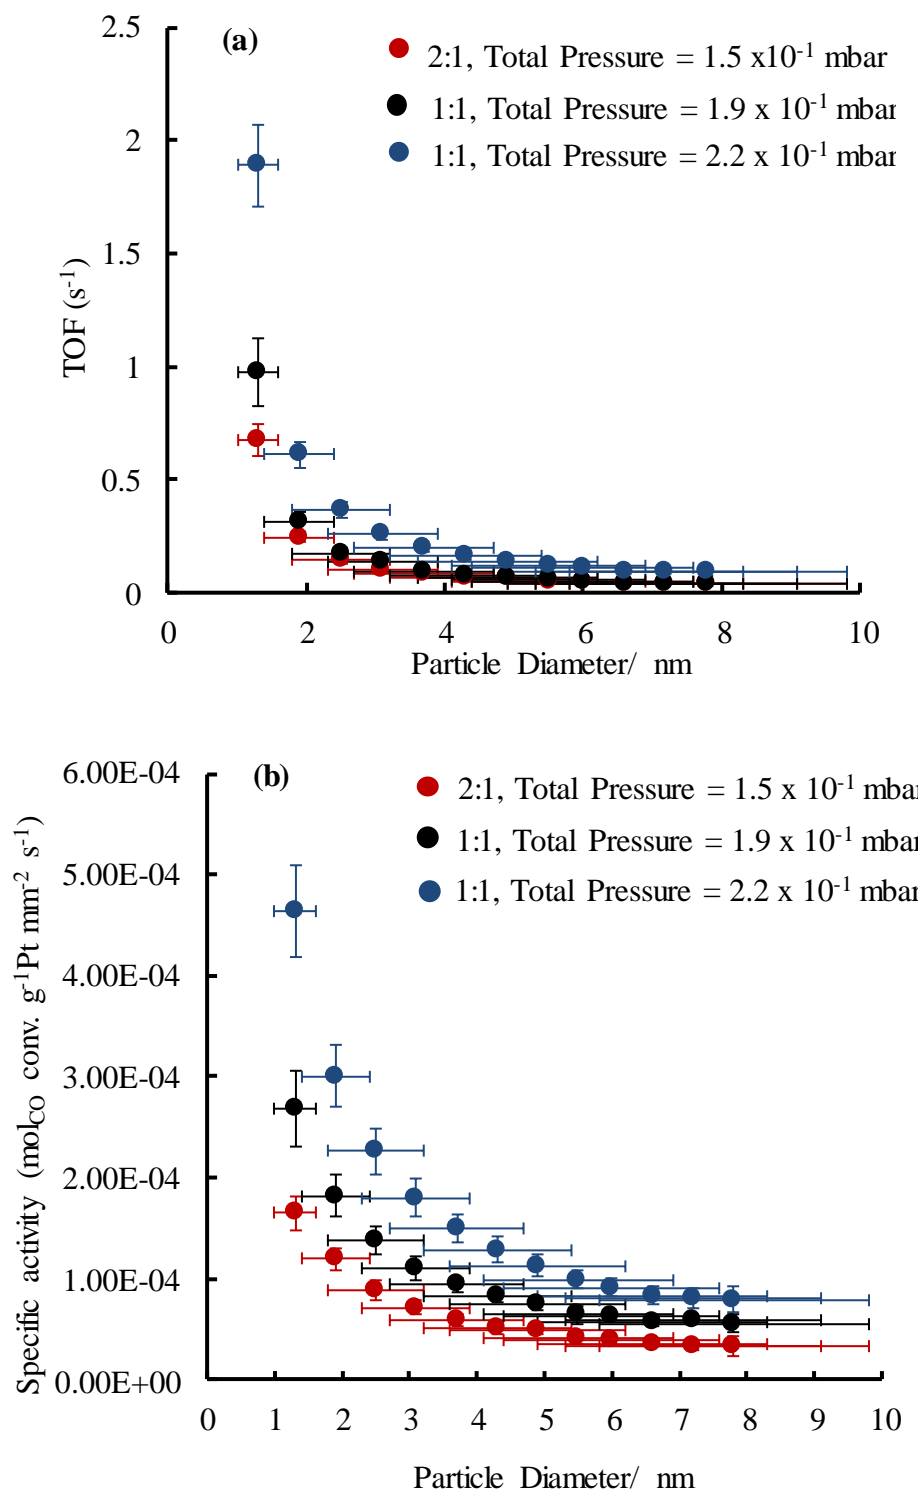 2.5
(a)
2:1, Total Pressure = 1.5 x10⁻¹ mbar
1:1, Total Pressure = 1.9 x 10⁻¹ mbar
1:1, Total Pressure = 2.2 x 10⁻¹ mbar
2
1.5
1
0.5
0
TOF (s⁻¹)
0 2 4 6 8 10
Particle Diameter/ nm
6.00E-04
(b)
2:1, Total Pressure = 1.5 x 10⁻¹ mbar
1:1, Total Pressure = 1.9 x 10⁻¹ mbar
1:1, Total Pressure = 2.2 x 10⁻¹ mbar
5.00E-04
4.00E-04
3.00E-04
2.00E-04
1.00E-04
0.00E+00
Specific activity (mol_CO conv. g⁻¹Pt mm⁻² s⁻¹)
0 1 2 3 4 5 6 7 8 9 10
Particle Diameter/ nm